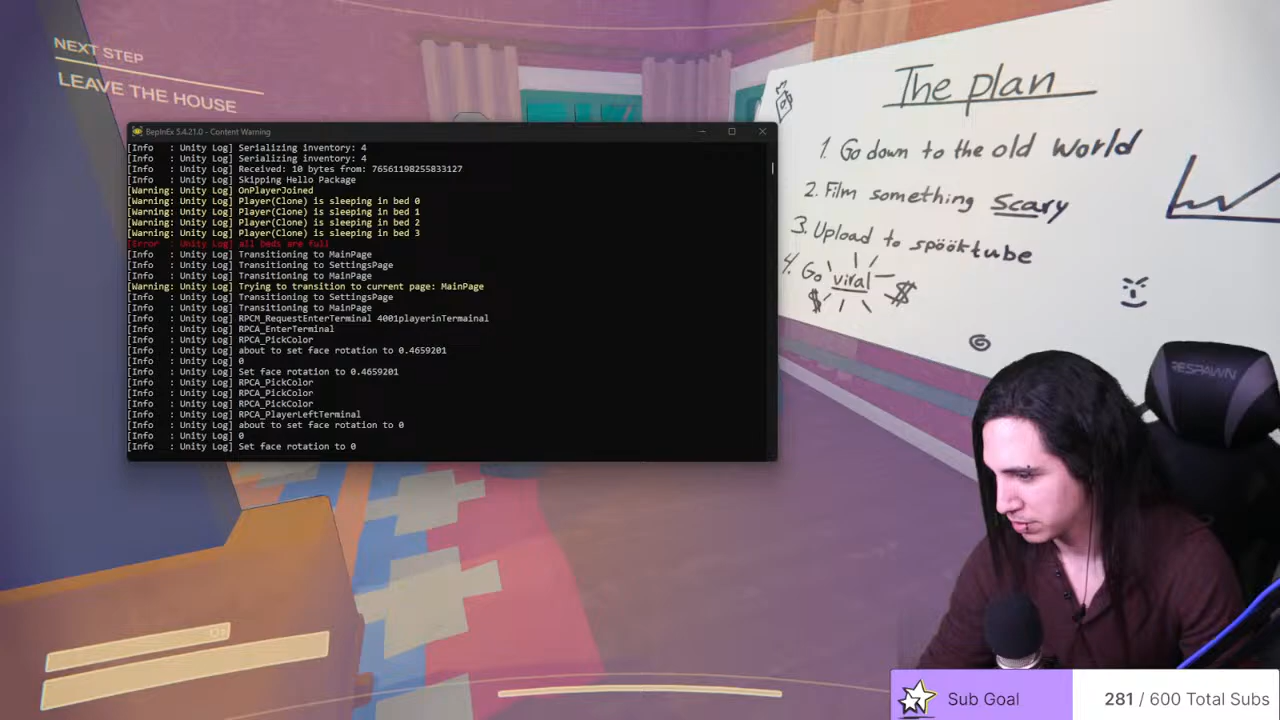 NEXT STEP
LEAVE THE HOUSE
BepInEx 5.4.21.0 - Content Warning
[Info   : Unity Log] Serializing inventory: 4
[Info   : Unity Log] Serializing inventory: 4
[Info   : Unity Log] Received: 10 bytes from: 76561198255833127
[Info   : Unity Log] Skipping Hello Package
[Warning: Unity Log] OnPlayerJoined
[Warning: Unity Log] Player(Clone) is sleeping in bed 0
[Warning: Unity Log] Player(Clone) is sleeping in bed 1
[Warning: Unity Log] Player(Clone) is sleeping in bed 2
[Warning: Unity Log] Player(Clone) is sleeping in bed 3
[Error  : Unity Log] all beds are full
[Info   : Unity Log] Transitioning to MainPage
[Info   : Unity Log] Transitioning to SettingsPage
[Info   : Unity Log] Transitioning to MainPage
[Warning: Unity Log] Trying to transition to current page: MainPage
[Info   : Unity Log] Transitioning to SettingsPage
[Info   : Unity Log] Transitioning to MainPage
[Info   : Unity Log] RPCM_RequestEnterTerminal 4001playerinTermainal
[Info   : Unity Log] RPCA_EnterTerminal
[Info   : Unity Log] RPCA_PickColor
[Info   : Unity Log] about to set face rotation to 0.4659201
[Info   : Unity Log] 0
[Info   : Unity Log] Set face rotation to 0.4659201
[Info   : Unity Log] RPCA_PickColor
[Info   : Unity Log] RPCA_PickColor
[Info   : Unity Log] RPCA_PickColor
[Info   : Unity Log] RPCA_PlayerLeftTerminal
[Info   : Unity Log] about to set face rotation to 0
[Info   : Unity Log] 0
[Info   : Unity Log] Set face rotation to 0
The plan
1. Go down to the old world
2. Film something scary
3. Upload to spööktube
4. Go viral
$ $
RESPAWN
Sub Goal
281 / 600 Total Subs